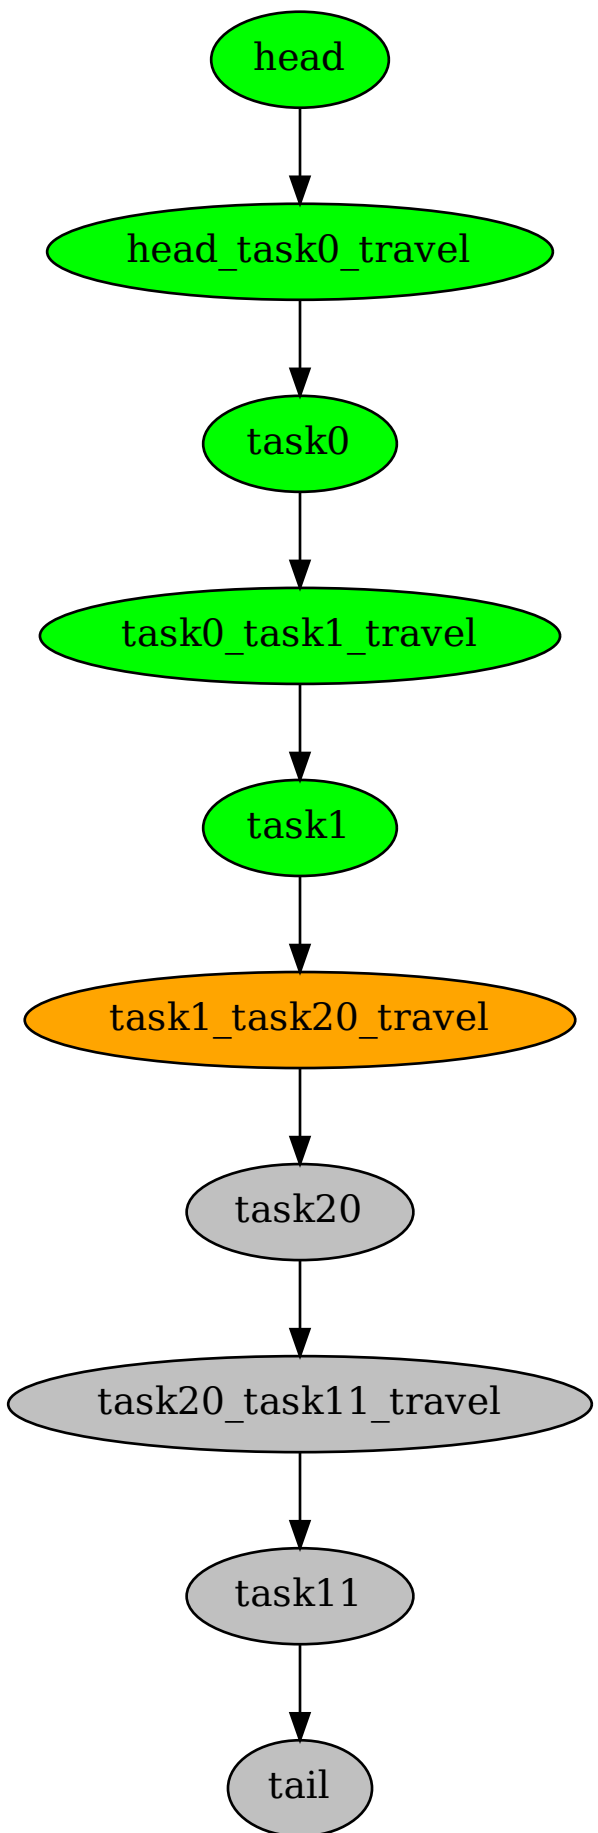 head
head_task0_travel
task0
task0_task1_travel
task1
task1_task20_travel
task20
task20_task11_travel
task11
tail